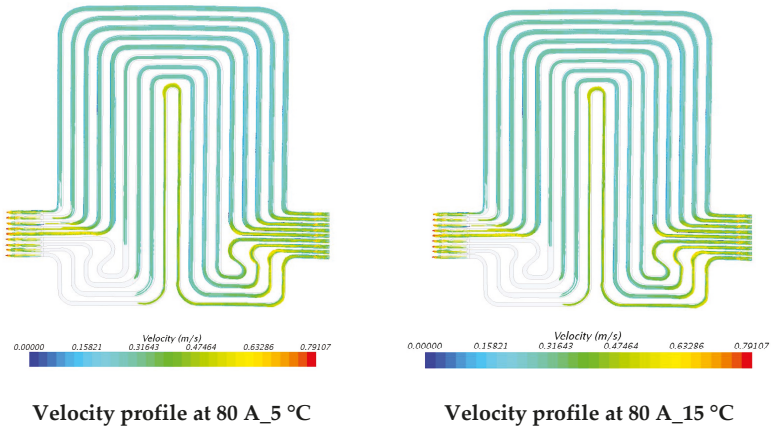 Velocity (m/s)
0.00000 0.15821 0.31643 0.47464 0.63286 0.79107
Velocity (m/s)
0.00000 0.15821 0.31643 0.47464 0.63286 0.79107
Velocity profile at 80 A_5 °C
Velocity profile at 80 A_15 °C